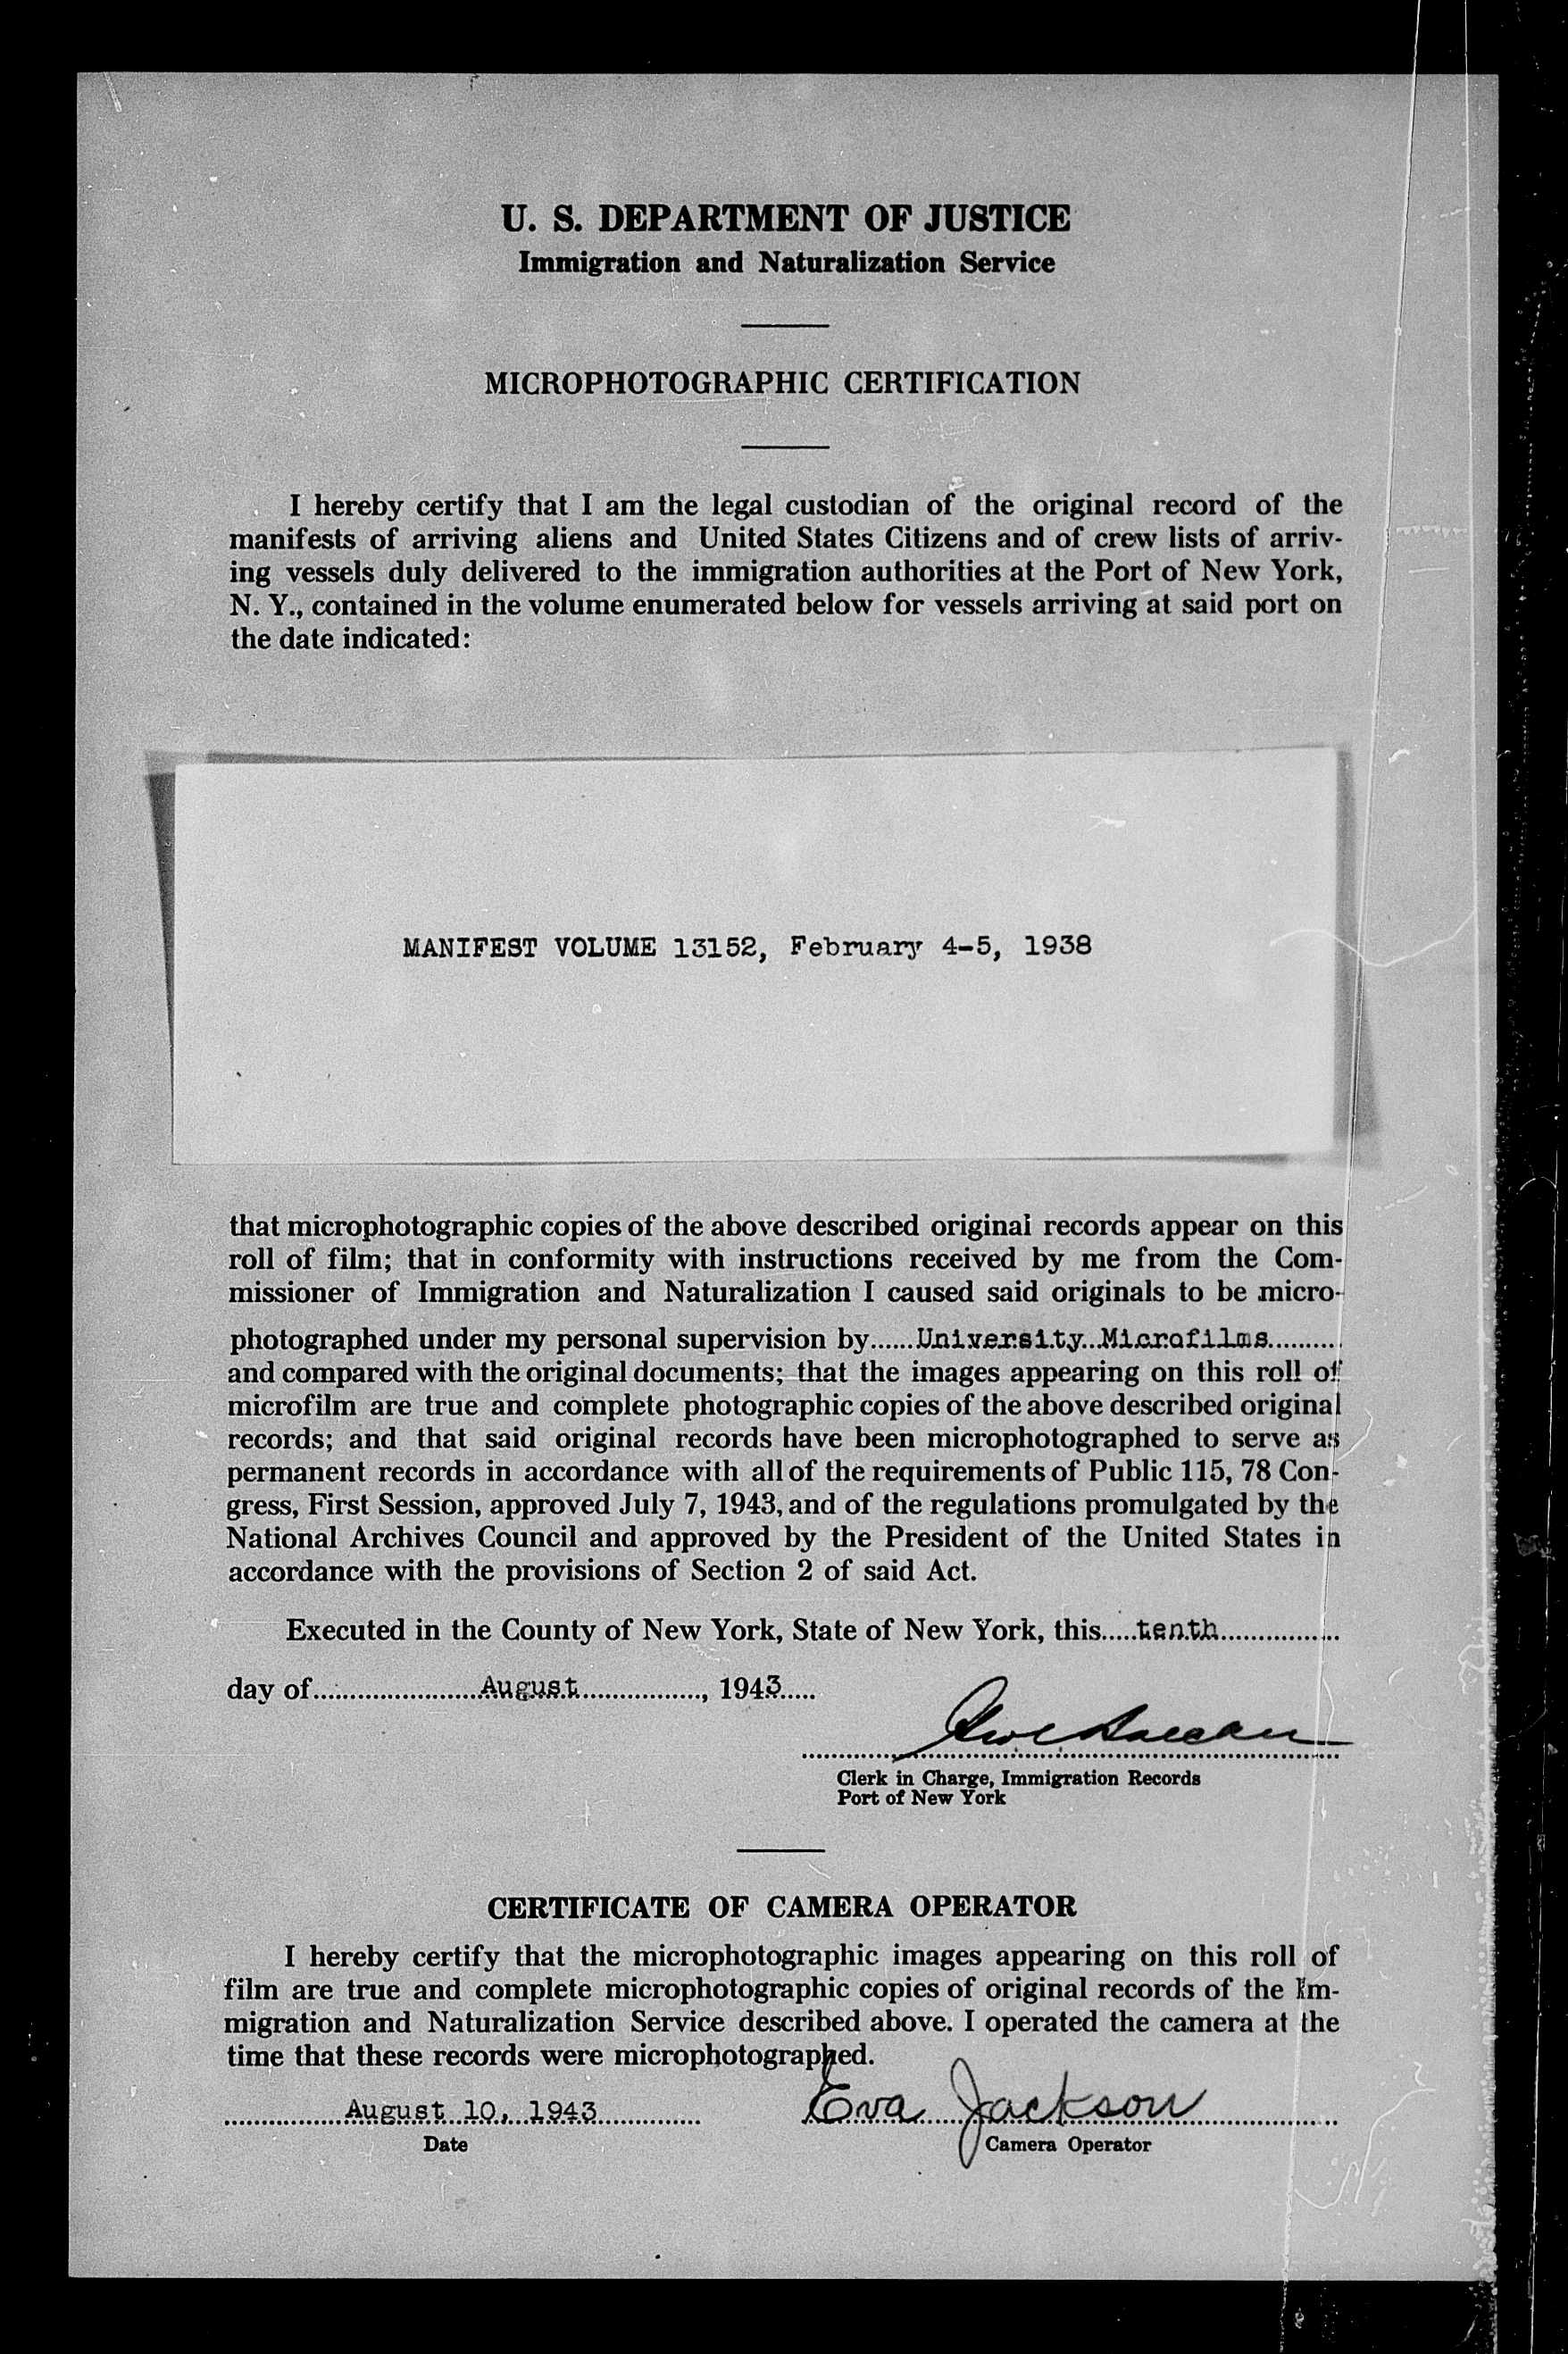 U. S. DEPARTMENT OF JUSTICE
Immigration and Naturalization Service
MICROPHOTOGRAPHIC CERTIFICATION
I hereby certify that I am the legal custodian of the original record of the
manifests of arriving aliens and United States Citizens and of crew lists of arriv-
ing vessels duly delivered to the immigration authorities at the Port of New York,
N. Y., contained in the volume enumerated below for vessels arriving at said port on
the date indicated:
MANIFEST VOLUME 13152, February 4-5, 1938
that microphotographic copies of the above described original records appear on this
roll of film; that in conformity with instructions received by me from the Com-
missioner of Immigration and Naturalization I caused said originals to be micro-
photographed under my personal supervision by......University Microfilms..........
and compared with the original documents; that the images appearing on this roll of
microfilm are true and complete photographic copies of the above described original
records; and that said original records have been microphotographed to serve as
permanent records in accordance with all of the requirements of Public 115, 78 Con-
gress, First Session, approved July 7, 1943, and of the regulations promulgated by the
National Archives Council and approved by the President of the United States in
accordance with the provisions of Section 2 of said Act.
Executed in the County of New York, State of New York, this.....tenth................
day of........................August................., 1943.....
Clerk in Charge, Immigration Records
Port of New York
CERTIFICATE OF CAMERA OPERATOR
I hereby certify that the microphotographic images appearing on this roll of
film are true and complete microphotographic copies of original records of the Im-
migration and Naturalization Service described above. I operated the camera at the
time that these records were microphotographed.
August 10, 1943 Eva Jackson
Date Camera Operator